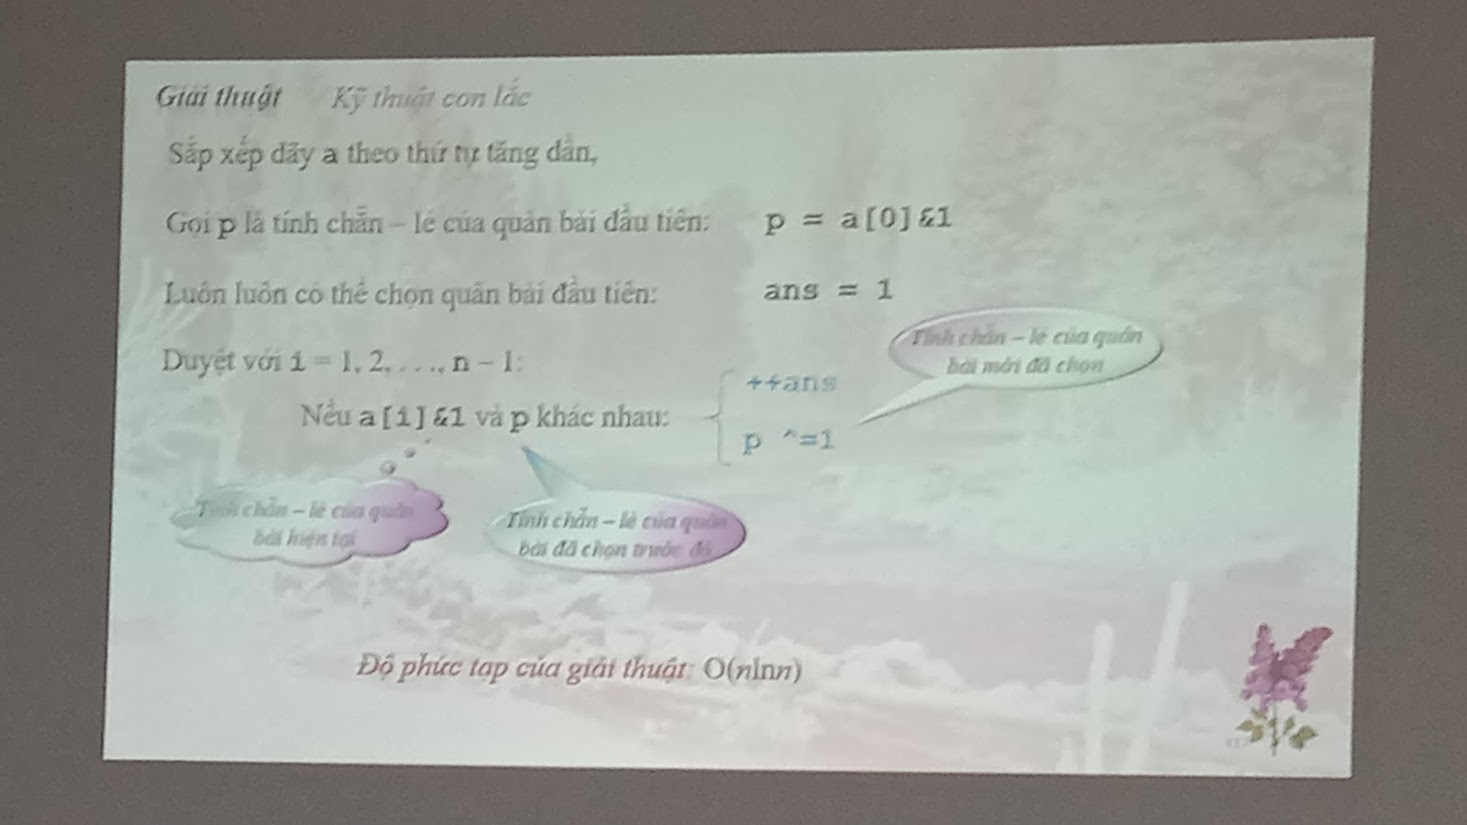 Giải thuật Kỹ thuật con lắc
Sắp xếp dãy a theo thứ tự tăng dần,
Gọi p là tính chẵn – lẻ của quân bài đầu tiên: p = a[0]&1
Luôn luôn có thể chọn quân bài đầu tiên: ans = 1
Duyệt với i = 1, 2, . . ., n – 1:
Nếu a[i]&1 và p khác nhau:
++ans
p ^=1
Tính chẵn – lẻ của quân
bài mới đã chọn
Tính chẵn – lẻ của quân
bài hiện tại
Tính chẵn – lẻ của quân
bài đã chọn trước đó
Độ phức tạp của giải thuật: O(nlnn)